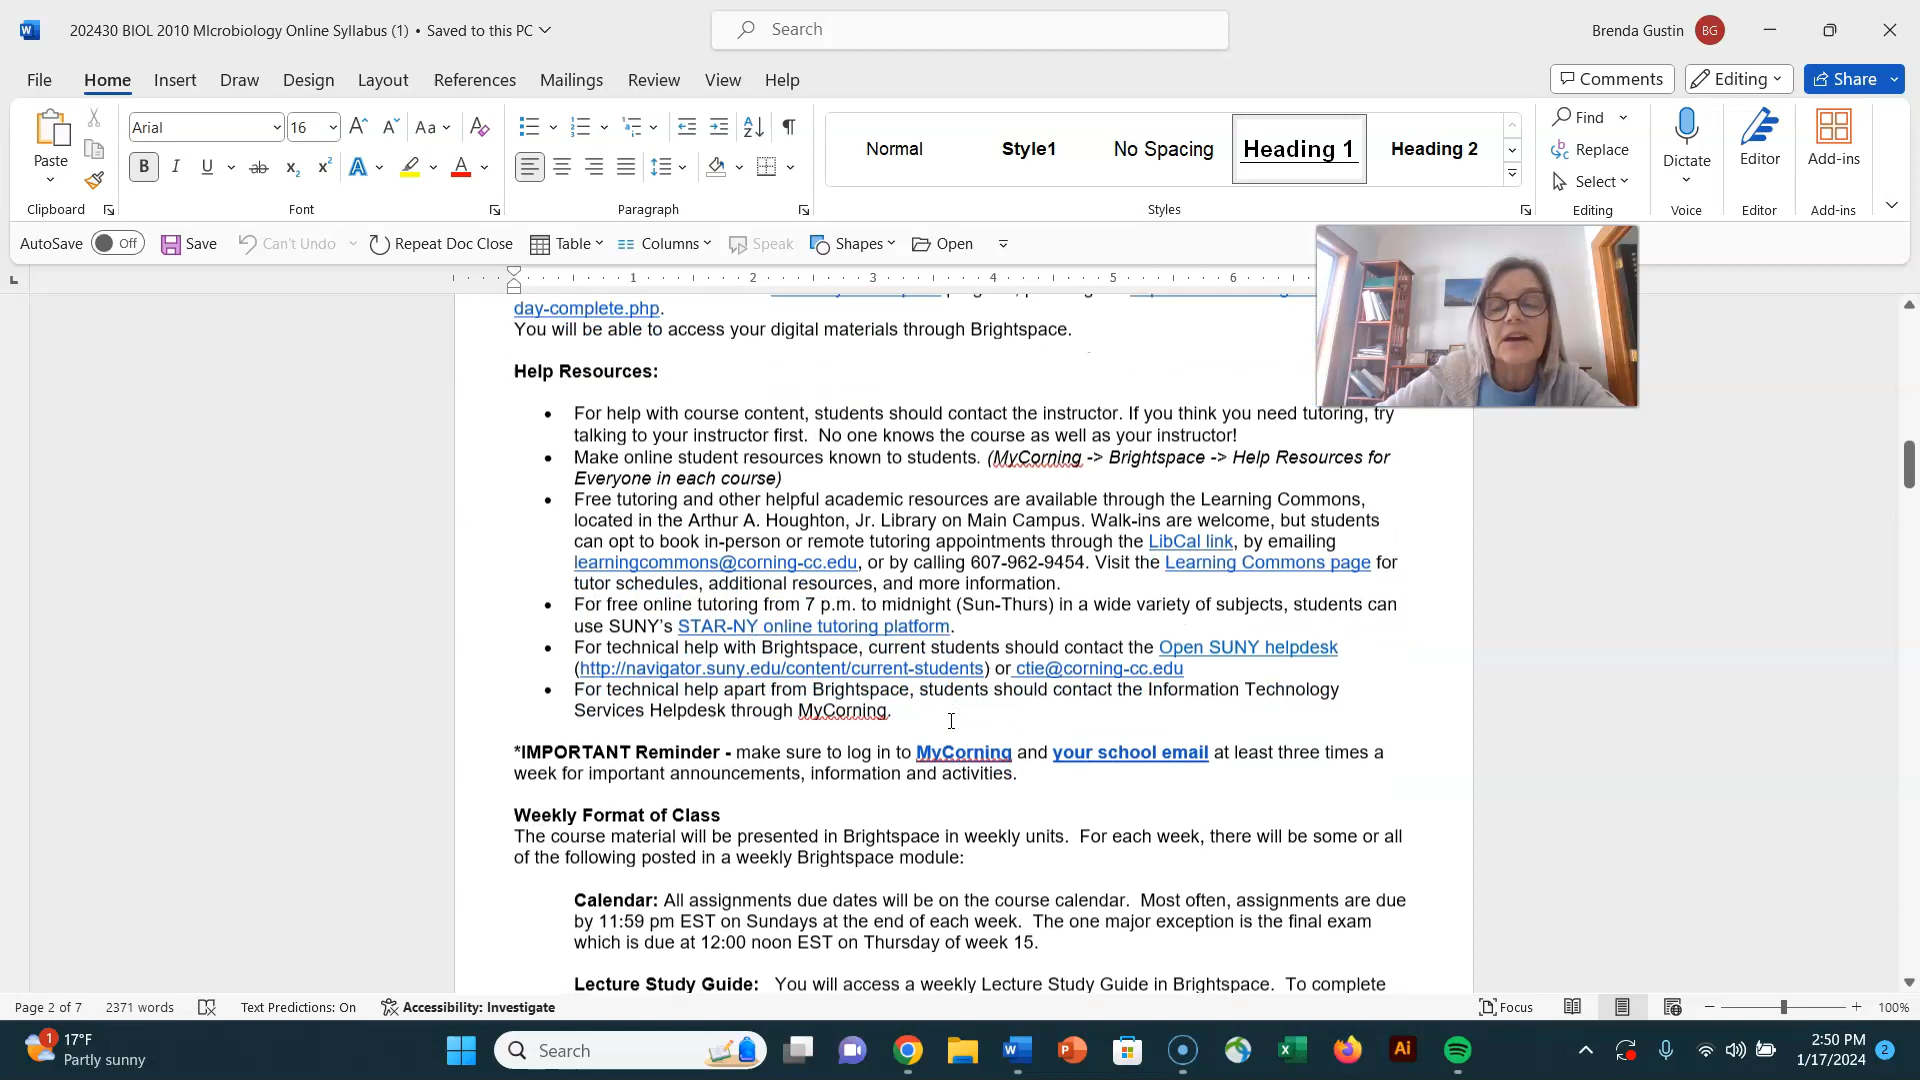 202430 BIOL 2010 MIcrobiology Online Syllabus (1) • Saved to this PC
Search
Brenda Gustin BG
File Home Insert Draw Design Layout References Mailings Review View Help
Comments Editing Share
Paste
Arial 16
Aa
B I U ab x₂ x² A A
Normal Style1 No Spacing Heading 1 Heading 2
Find
Replace
Select
Dictate
Editor
Add-ins
Clipboard Font Paragraph Styles Editing Voice Editor Add-ins
AutoSave Off Save Can't Undo Repeat Doc Close Table Columns Speak Shapes Open
1 2 3 4 5 6
day-complete.php.
You will be able to access your digital materials through Brightspace.
Help Resources:
• For help with course content, students should contact the instructor. If you think you need tutoring, try
talking to your instructor first. No one knows the course as well as your instructor!
• Make online student resources known to students. (MyCorning -> Brightspace -> Help Resources for
Everyone in each course)
• Free tutoring and other helpful academic resources are available through the Learning Commons,
located in the Arthur A. Houghton, Jr. Library on Main Campus. Walk-ins are welcome, but students
can opt to book in-person or remote tutoring appointments through the LibCal link, by emailing
learningcommons@corning-cc.edu, or by calling 607-962-9454. Visit the Learning Commons page for
tutor schedules, additional resources, and more information.
• For free online tutoring from 7 p.m. to midnight (Sun-Thurs) in a wide variety of subjects, students can
use SUNY's STAR-NY online tutoring platform.
• For technical help with Brightspace, current students should contact the Open SUNY helpdesk
(http://navigator.suny.edu/content/current-students) or ctie@corning-cc.edu
• For technical help apart from Brightspace, students should contact the Information Technology
Services Helpdesk through MyCorning.
*IMPORTANT Reminder - make sure to log in to MyCorning and your school email at least three times a
week for important announcements, information and activities.
Weekly Format of Class
The course material will be presented in Brightspace in weekly units. For each week, there will be some or all
of the following posted in a weekly Brightspace module:
Calendar: All assignments due dates will be on the course calendar. Most often, assignments are due
by 11:59 pm EST on Sundays at the end of each week. The one major exception is the final exam
which is due at 12:00 noon EST on Thursday of week 15.
Lecture Study Guide: You will access a weekly Lecture Study Guide in Brightspace. To complete
Page 2 of 7 2371 words Text Predictions: On Accessibility: Investigate Focus 100%
1 17°F
Partly sunny
Search
Ai
2:50 PM
1/17/2024 2